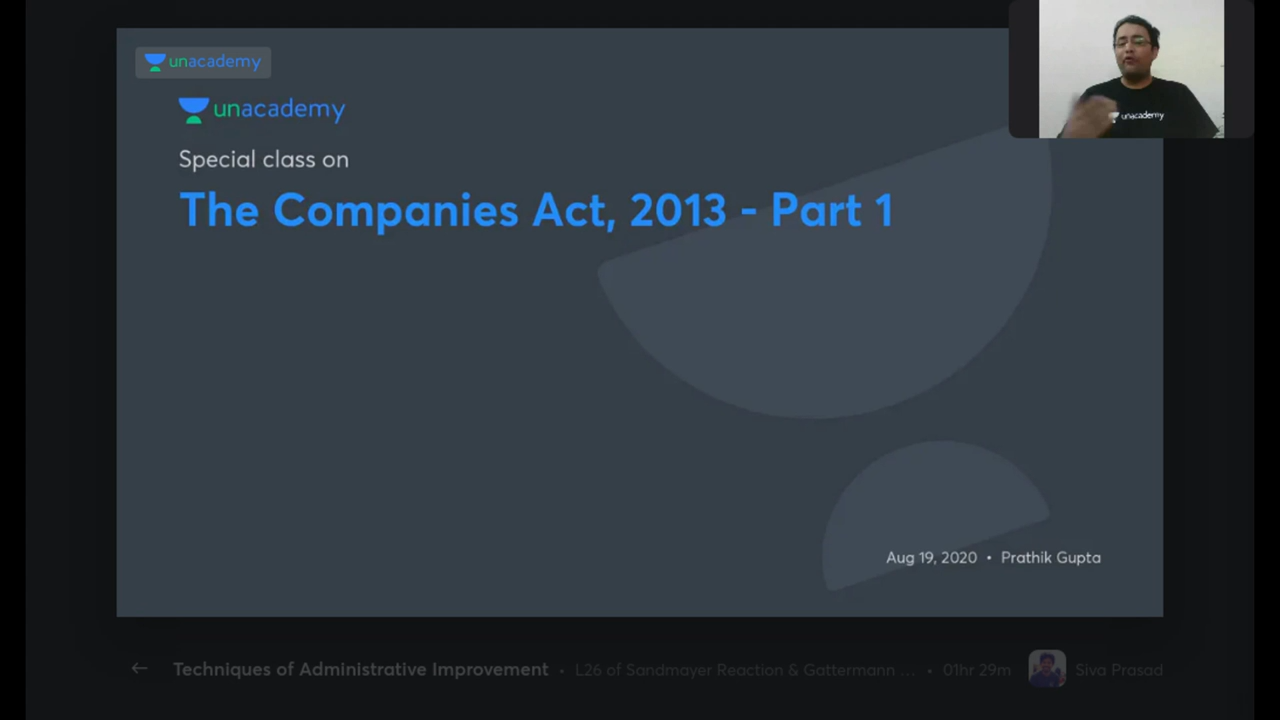 unacademy
unacademy
Special class on
The Companies Act, 2013 - Part 1
unacademy
Aug 19, 2020 • Prathik Gupta
Techniques of Administrative Improvement • L26 of Sandmayer Reaction & Gattermann ... • 01hr 29m Siva Prasad